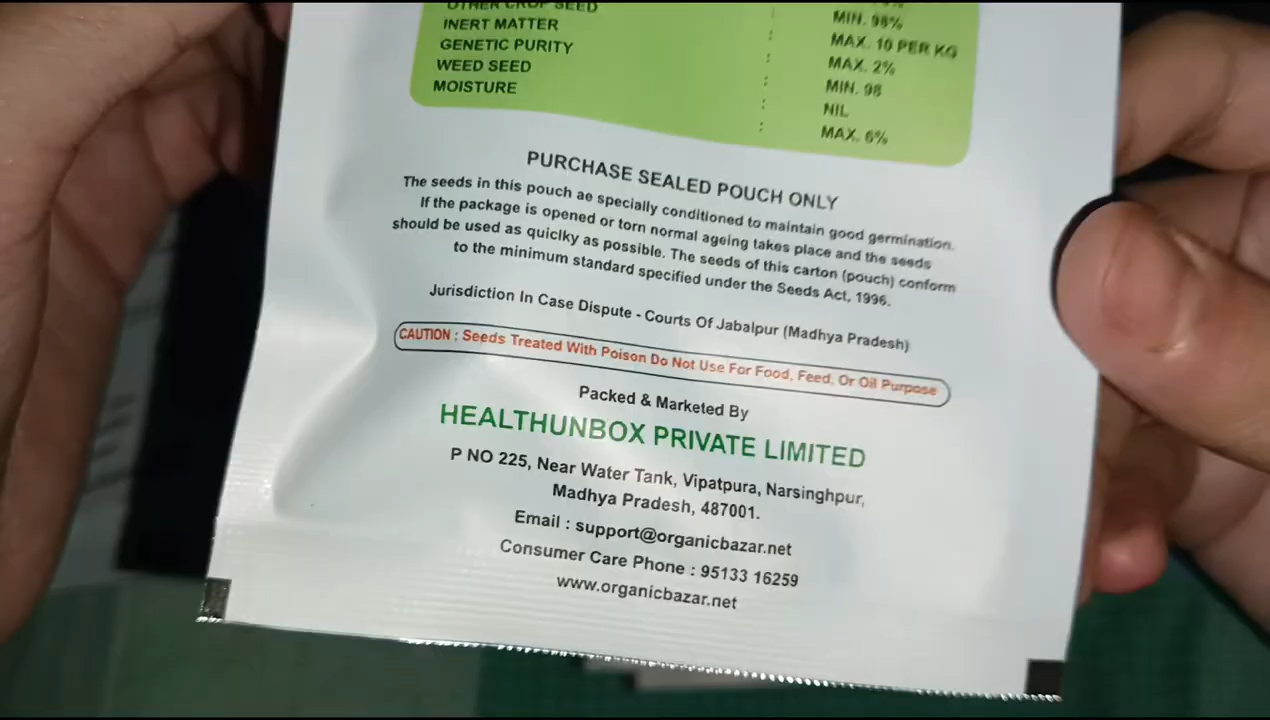 OTHER CROP SEED
INERT MATTER : MIN. 98%
GENETIC PURITY : MAX. 10 PER KG
WEED SEED : MAX. 2%
MOISTURE : MIN. 98
: NIL
: MAX. 6%
PURCHASE SEALED POUCH ONLY
The seeds in this pouch ae specially conditioned to maintain good germination.
If the package is opened or torn normal ageing takes place and the seeds
should be used as quiclky as possible. The seeds of this carton (pouch) conform
to the minimum standard specified under the Seeds Act, 1996.
Jurisdiction In Case Dispute - Courts Of Jabalpur (Madhya Pradesh)
CAUTION : Seeds Treated With Poison Do Not Use For Food, Feed, Or Oil Purpose
Packed & Marketed By
HEALTHUNBOX PRIVATE LIMITED
P NO 225, Near Water Tank, Vipatpura, Narsinghpur,
Madhya Pradesh, 487001.
Email : support@organicbazar.net
Consumer Care Phone : 95133 16259
www.organicbazar.net